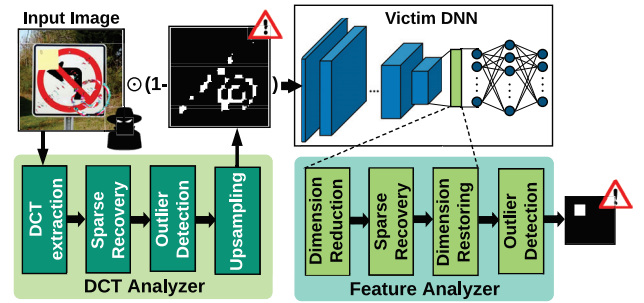 Input Image
⊙(1-
)
Victim DNN
...
DCT
extraction
Sparse
Recovery
Outlier
Detection
Upsampling
DCT Analyzer
Dimension
Reduction
Sparse
Recovery
Dimension
Restoring
Outlier
Detection
Feature Analyzer